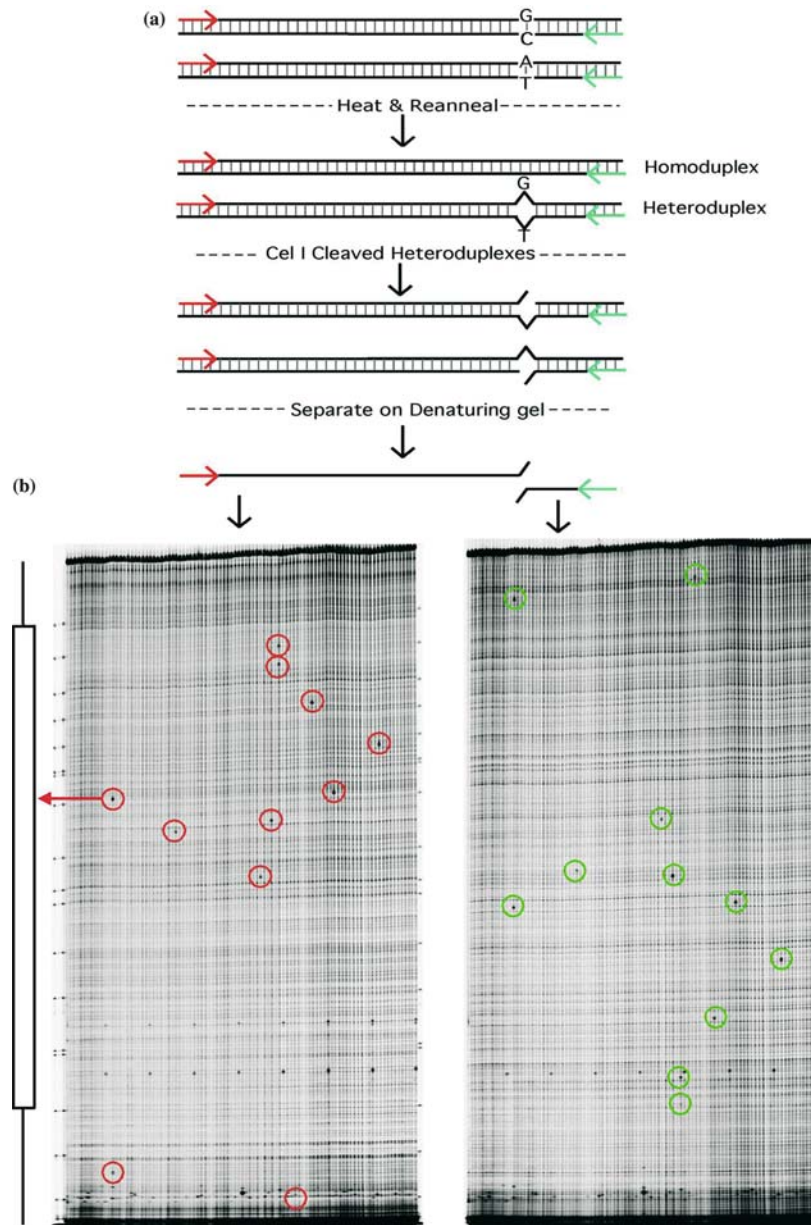 (a)
G
C
A
T
Heat & Reanneal
Homoduplex
G
Heteroduplex
T
Cel I Cleaved Heteroduplexes
Separate on Denaturing gel
(b)